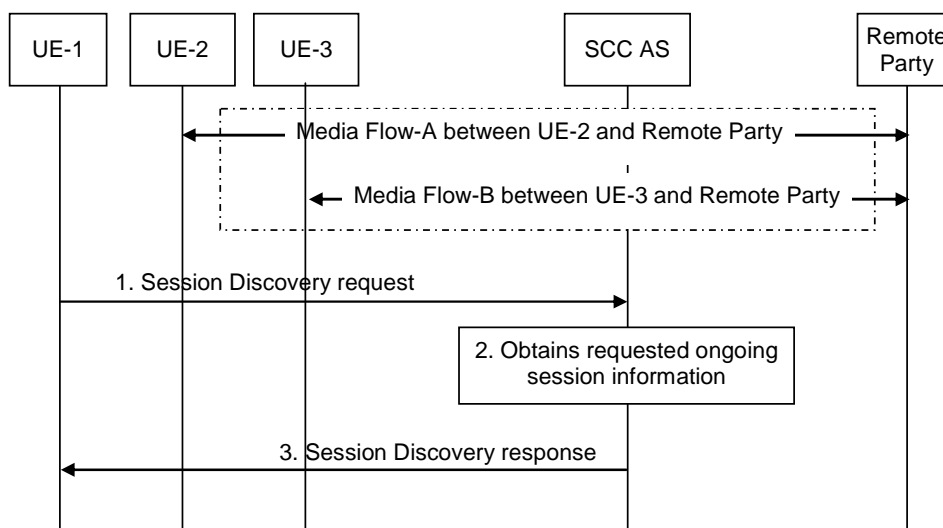 UE-1
UE-2
UE-3
SCC AS
Remote
Party
Media Flow-A between UE-2 and Remote Party
Media Flow-B between UE-3 and Remote Party
1. Session Discovery request
2. Obtains requested ongoing
session information
3. Session Discovery response